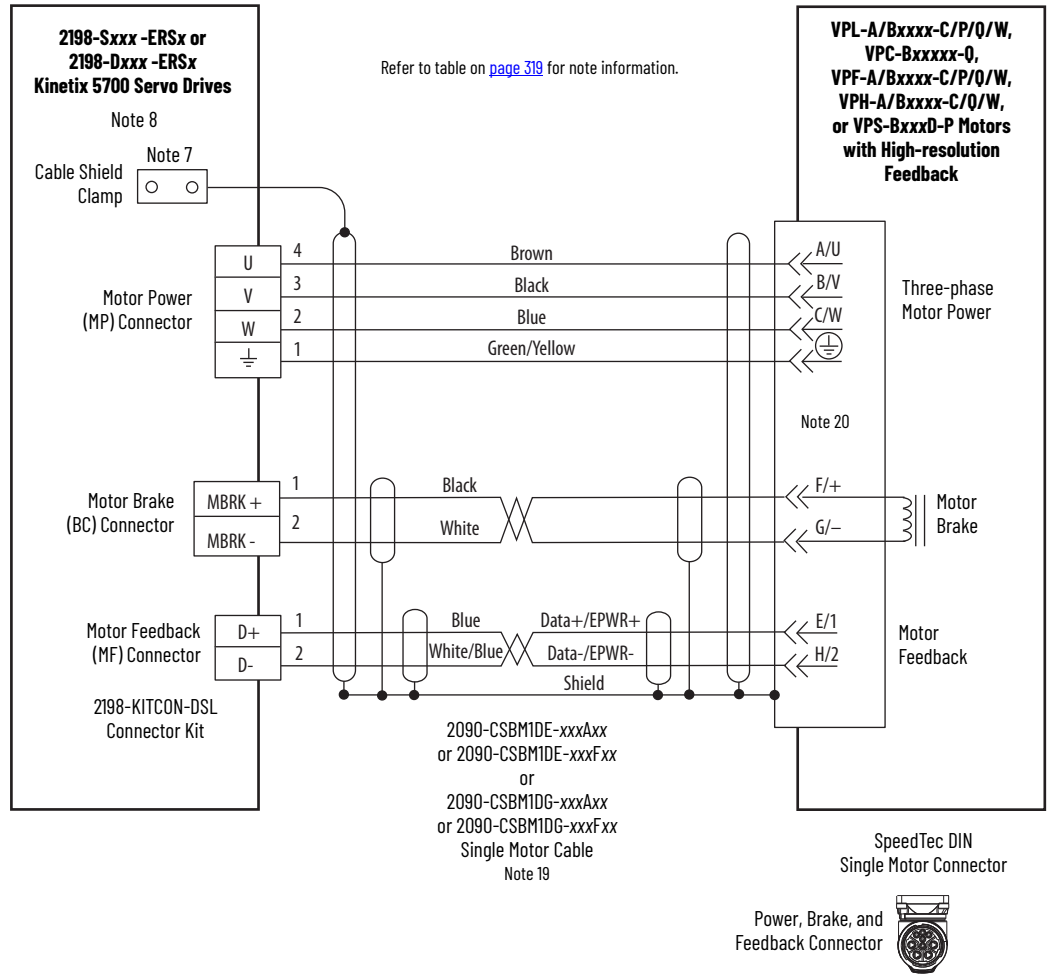 2198-Sxxx -ERSx or
2198-Dxxx -ERSx
Kinetix 5700 Servo Drives
Note 8
Note 7
Cable Shield
Clamp
Refer to table on page 319 for note information.
VPL-A/Bxxxx-C/P/Q/W,
VPC-Bxxxxx-Q,
VPF-A/Bxxxx-C/P/Q/W,
VPH-A/Bxxxx-C/Q/W,
or VPS-BxxxD-P Motors
with High-resolution
Feedback
Motor Power
(MP) Connector
U
4
Brown
A/U
V
3
Black
B/V
W
2
Blue
C/W
1
Green/Yellow
Three-phase
Motor Power
Note 20
Motor Brake
(BC) Connector
MBRK +
1
Black
F/+
MBRK -
2
White
G/–
Motor
Brake
Motor Feedback
(MF) Connector
D+
1
Blue
Data+/EPWR+
E/1
D-
2
White/Blue
Data-/EPWR-
H/2
Shield
Motor
Feedback
2198-KITCON-DSL
Connector Kit
2090-CSBM1DE-xxxAxx
or 2090-CSBM1DE-xxxFxx
or
2090-CSBM1DG-xxxAxx
or 2090-CSBM1DG-xxxFxx
Single Motor Cable
Note 19
SpeedTec DIN
Single Motor Connector
Power, Brake, and
Feedback Connector